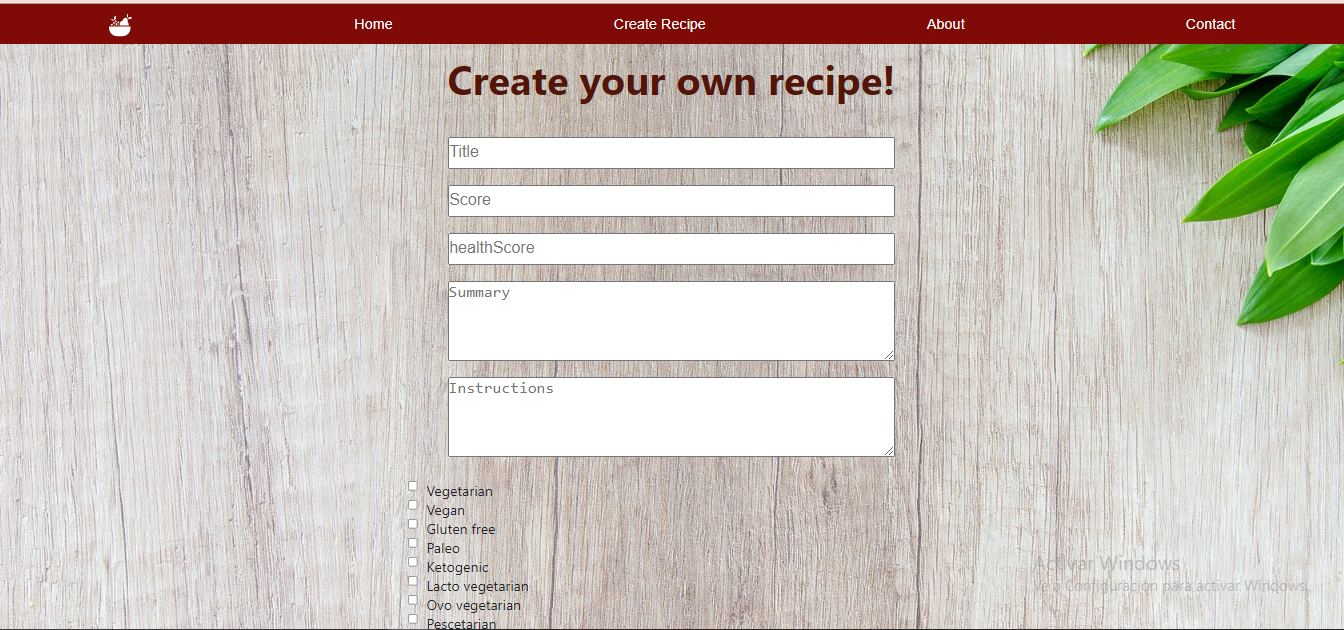 Home Create Recipe About Contact
Create your own recipe!
Title
Score
healthScore
Summary
Instructions
Vegetarian
Vegan
Gluten free
Paleo
Ketogenic
Lacto vegetarian
Ovo vegetarian
Pescetarian
Activar Windows
Ve a Configuración para activar Windows.